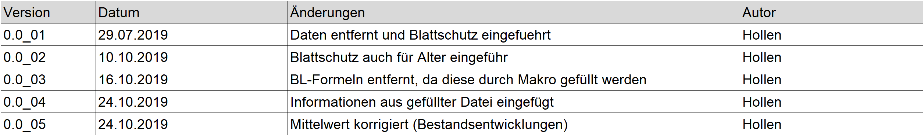 Version Datum Änderungen Autor
0.0_01 29.07.2019 Daten entfernt und Blattschutz eingefuehrt Hollen
0.0_02 10.10.2019 Blattschutz auch für Alter eingeführ Hollen
0.0_03 16.10.2019 BL-Formeln entfernt, da diese durch Makro gefüllt werden Hollen
0.0_04 24.10.2019 Informationen aus gefüllter Datei eingefügt Hollen
0.0_05 24.10.2019 Mittelwert korrigiert (Bestandsentwicklungen) Hollen